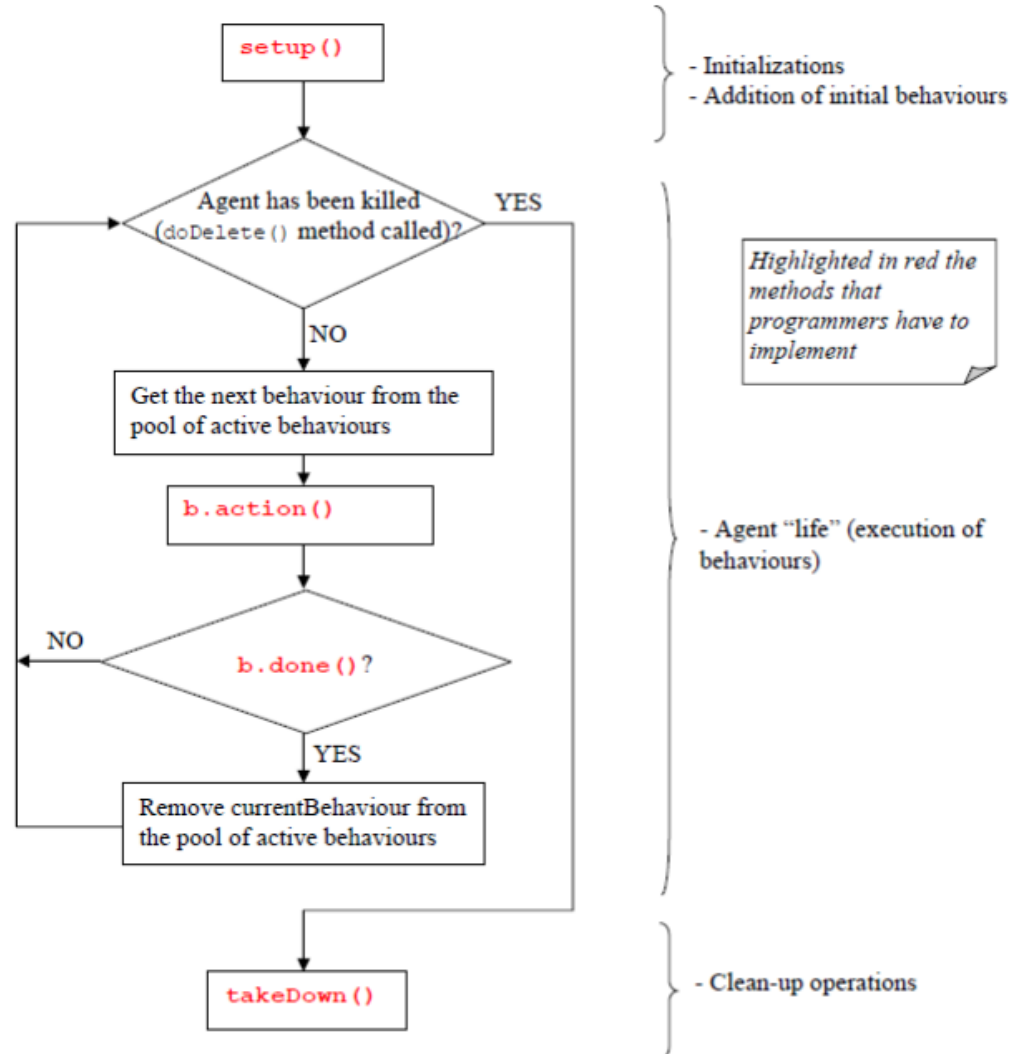 setup()
- Initializations
- Addition of initial behaviours
Agent has been killed
(doDelete() method called)?
YES
Highlighted in red the
methods that
programmers have to
implement
NO
Get the next behaviour from the
pool of active behaviours
b.action()
- Agent “life” (execution of
behaviours)
NO
b.done()?
YES
Remove currentBehaviour from
the pool of active behaviours
takeDown()
- Clean-up operations